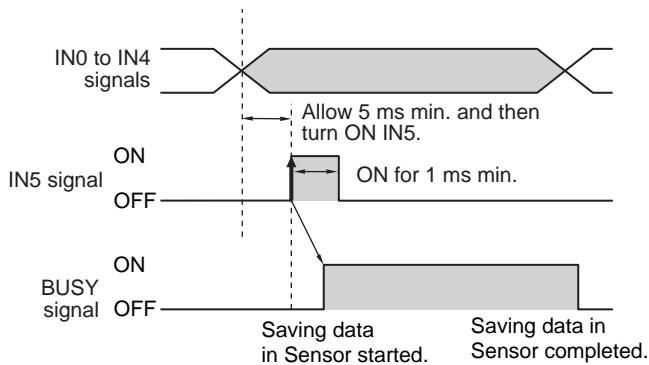 IN0 to IN4
signals
Allow 5 ms min. and then
turn ON IN5.
ON
IN5 signal
ON for 1 ms min.
OFF
ON
BUSY
signal
OFF
Saving data
in Sensor started.
Saving data in
Sensor completed.